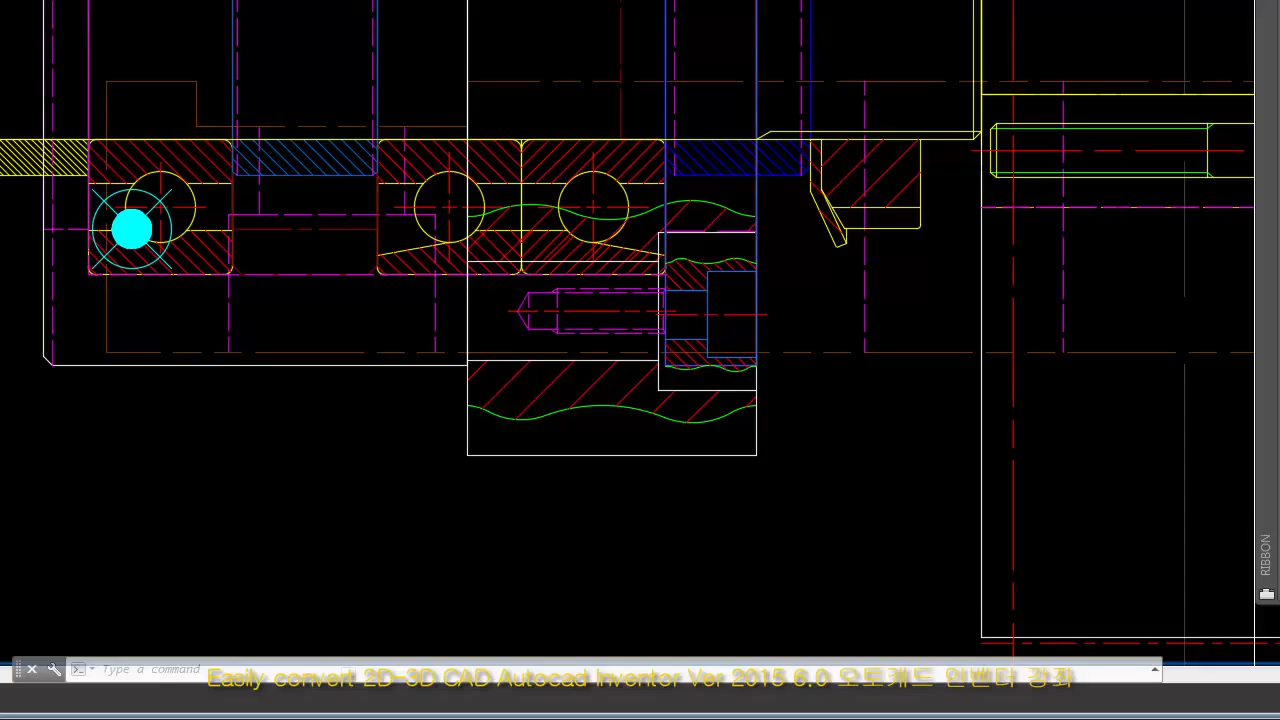 RIBBON
Type a command
Easily convert 2D-3D CAD Autocad Inventor Ver 2015 6.0 오토캐드 인벤터 강좌